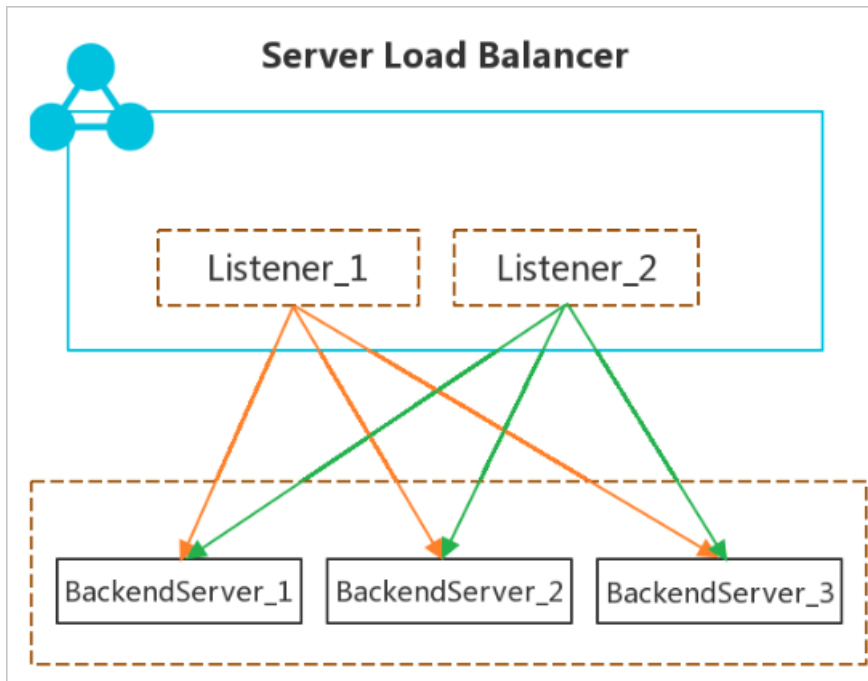 Server Load Balancer
Listener_1
Listener_2
BackendServer_1
BackendServer_2
BackendServer_3